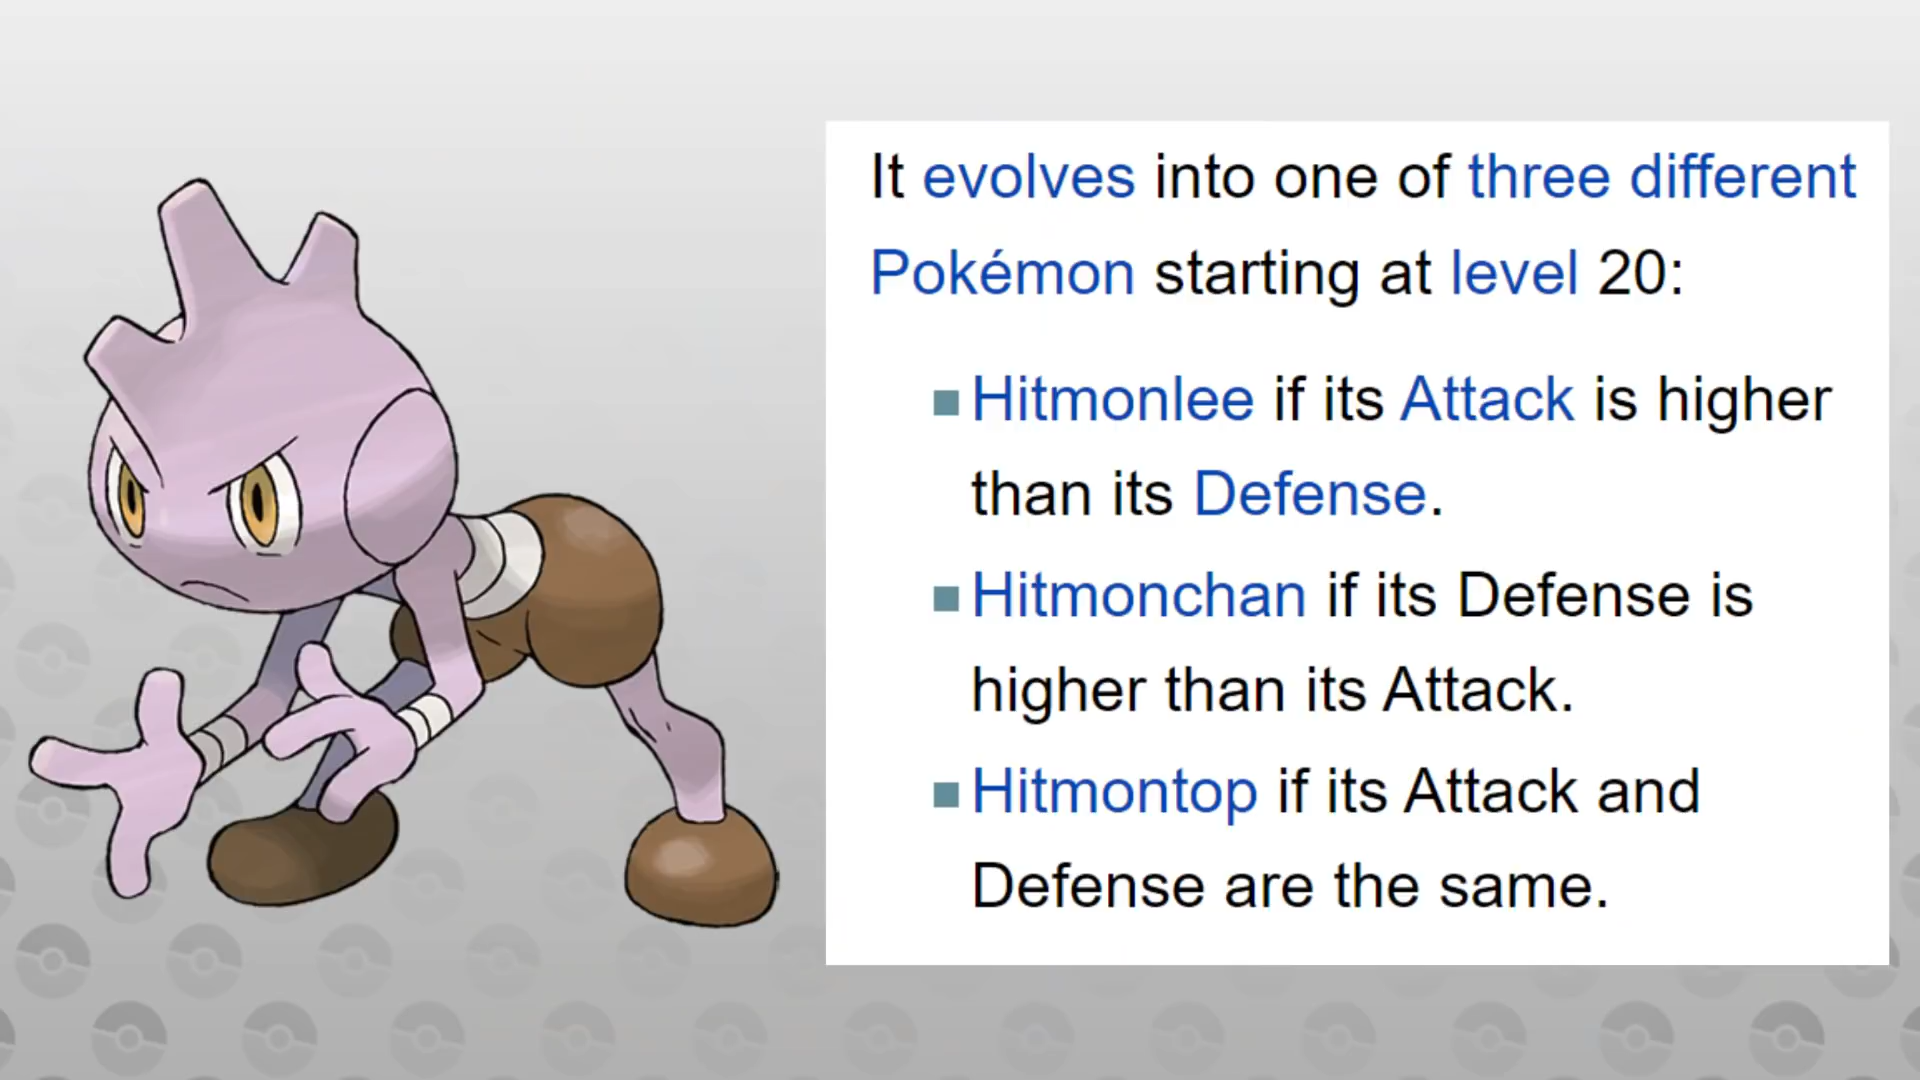 It evolves into one of three different
Pokémon starting at level 20:
Hitmonlee if its Attack is higher
than its Defense.
Hitmonchan if its Defense is
higher than its Attack.
Hitmontop if its Attack and
Defense are the same.